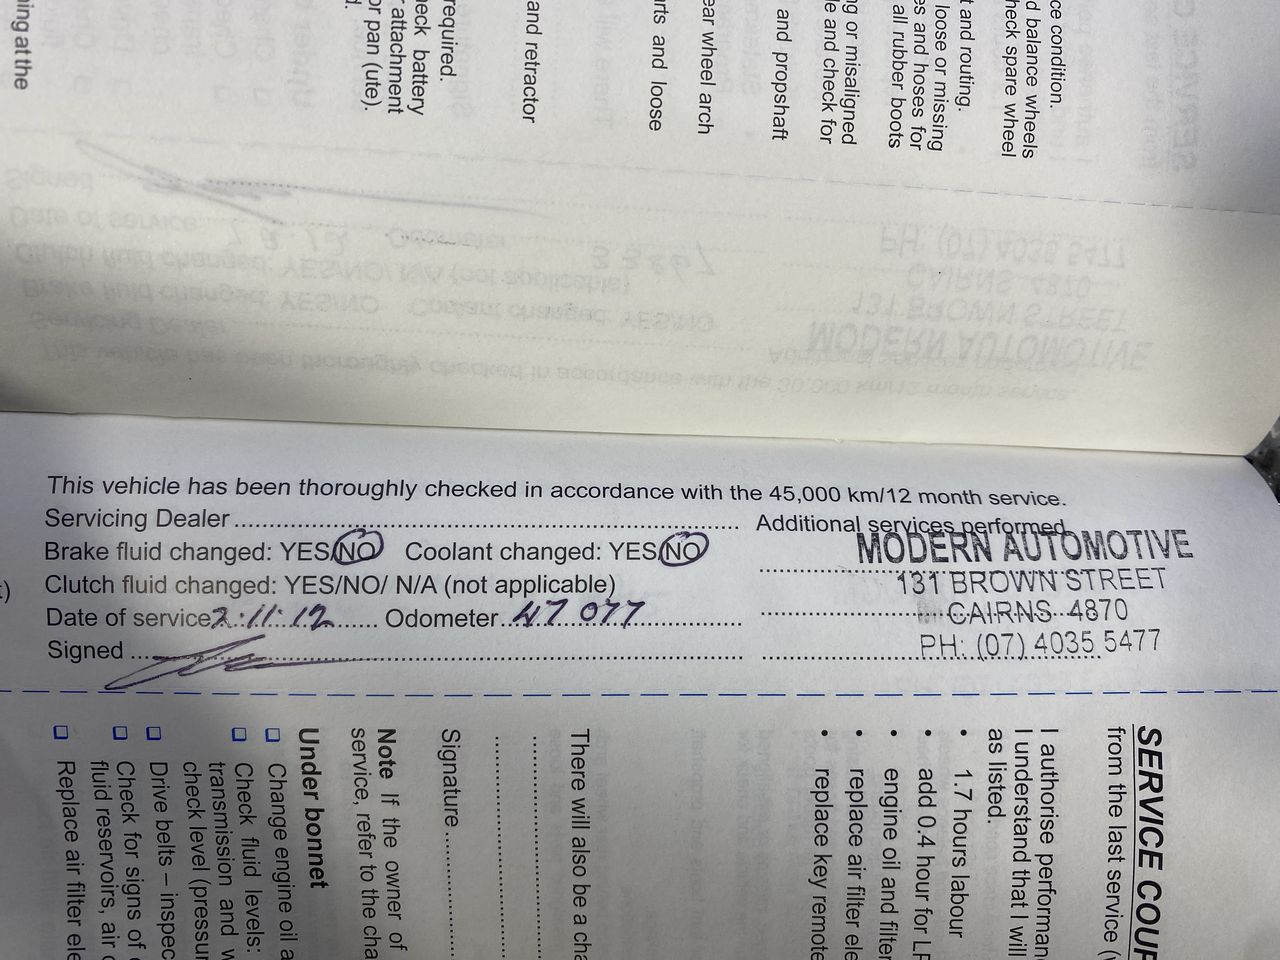 ning at the
or pan (ute).
attachment
eck battery
required.
and retractor
rts and loose
ear wheel arch
and propshaft
le and check for
ng or misaligned
all rubber boots
es and hoses for
loose or missing
t and routing.
heck spare wheel
d balance wheels
ce condition.
This vehicle has been thoroughly checked in accordance with the 45,000 km/12 month service.
Servicing Dealer
Additional services performed
Brake fluid changed: YES/NO Coolant changed: YES/NO
Clutch fluid changed: YES/NO/ N/A (not applicable)
Date of service 2.11.12 Odometer 47 077
Signed
MODERN AUTOMOTIVE
131 BROWN STREET
CAIRNS 4870
PH: (07) 4035 5477
SERVICE COUP
from the last service (
I authorise performan
I understand that I will
as listed.
• 1.7 hours labour
• add 0.4 hour for LP
• engine oil and filter
• replace air filter ele
• replace key remote
There will also be a cha
Signature
Note If the owner of
service, refer to the cha
Under bonnet
Change engine oil a
Check fluid levels:
transmission and w
check level (pressur
Drive belts – inspec
Check for signs of
fluid reservoirs, air c
Replace air filter ele